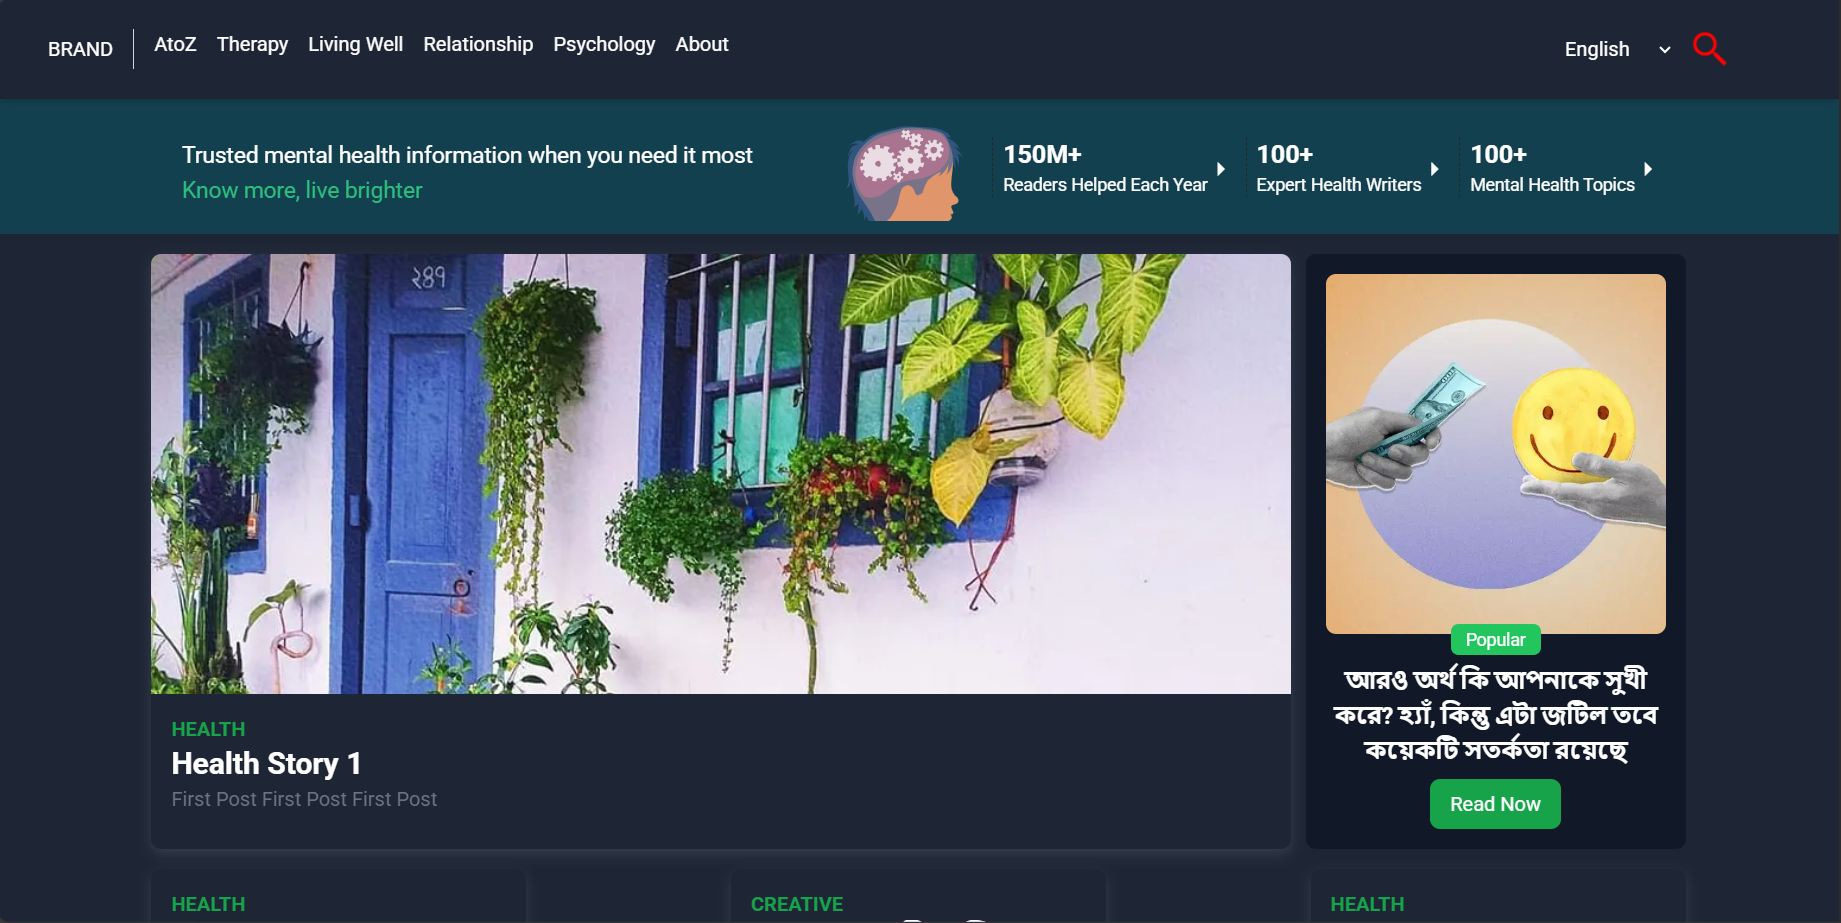 BRAND
AtoZ Therapy Living Well Relationship Psychology About
English
Trusted mental health information when you need it most
Know more, live brighter
150M+
Readers Helped Each Year
100+
Expert Health Writers
100+
Mental Health Topics
২৪৭
HEALTH
Health Story 1
First Post First Post First Post
Popular
আরও অর্থ কি আপনাকে সুখী
করে? হ্যাঁ, কিন্তু এটা জটিল তবে
কয়েকটি সতর্কতা রয়েছে
Read Now
HEALTH
CREATIVE
HEALTH